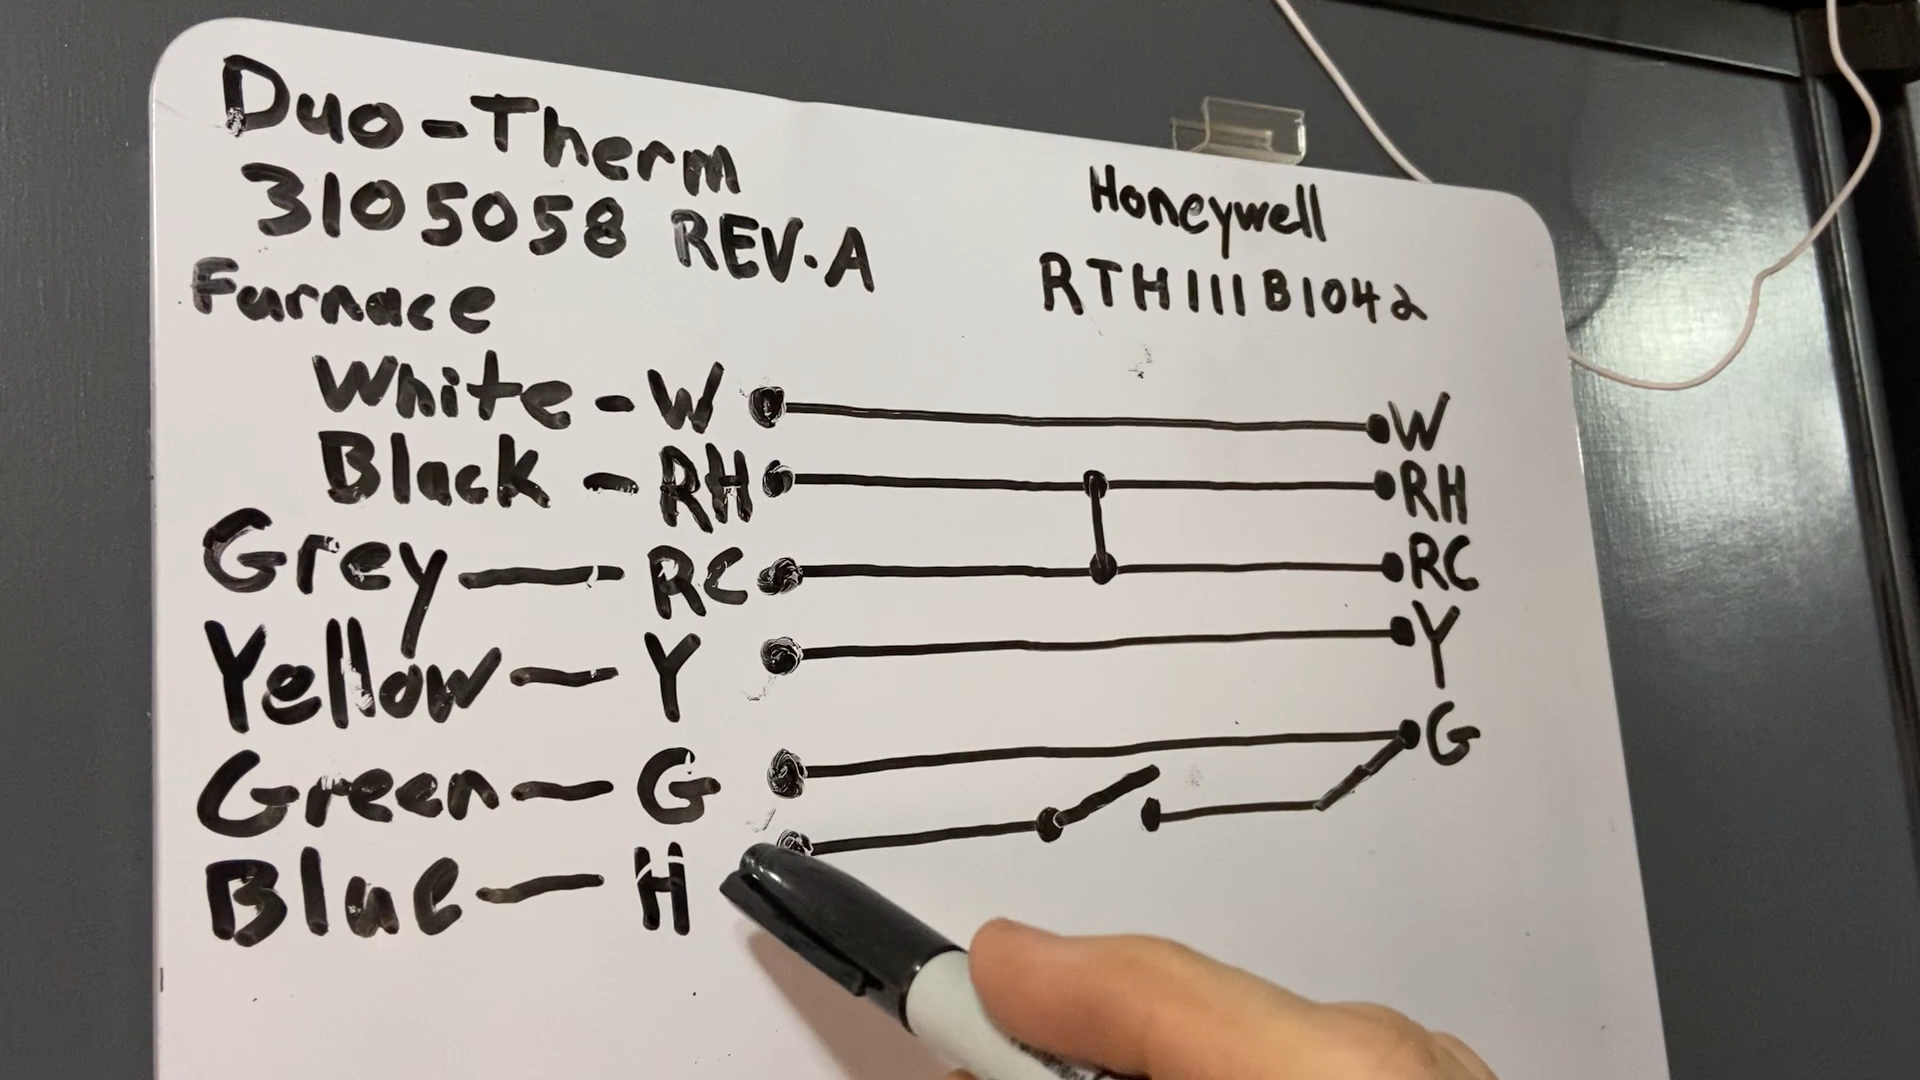 Duo-Therm
3105058 REV.A
Honeywell
RTH111B1042
Furnace
White - W
W
Black - RH
RH
Grey — RC
RC
Yellow — Y
Y
Green — G
G
Blue — H